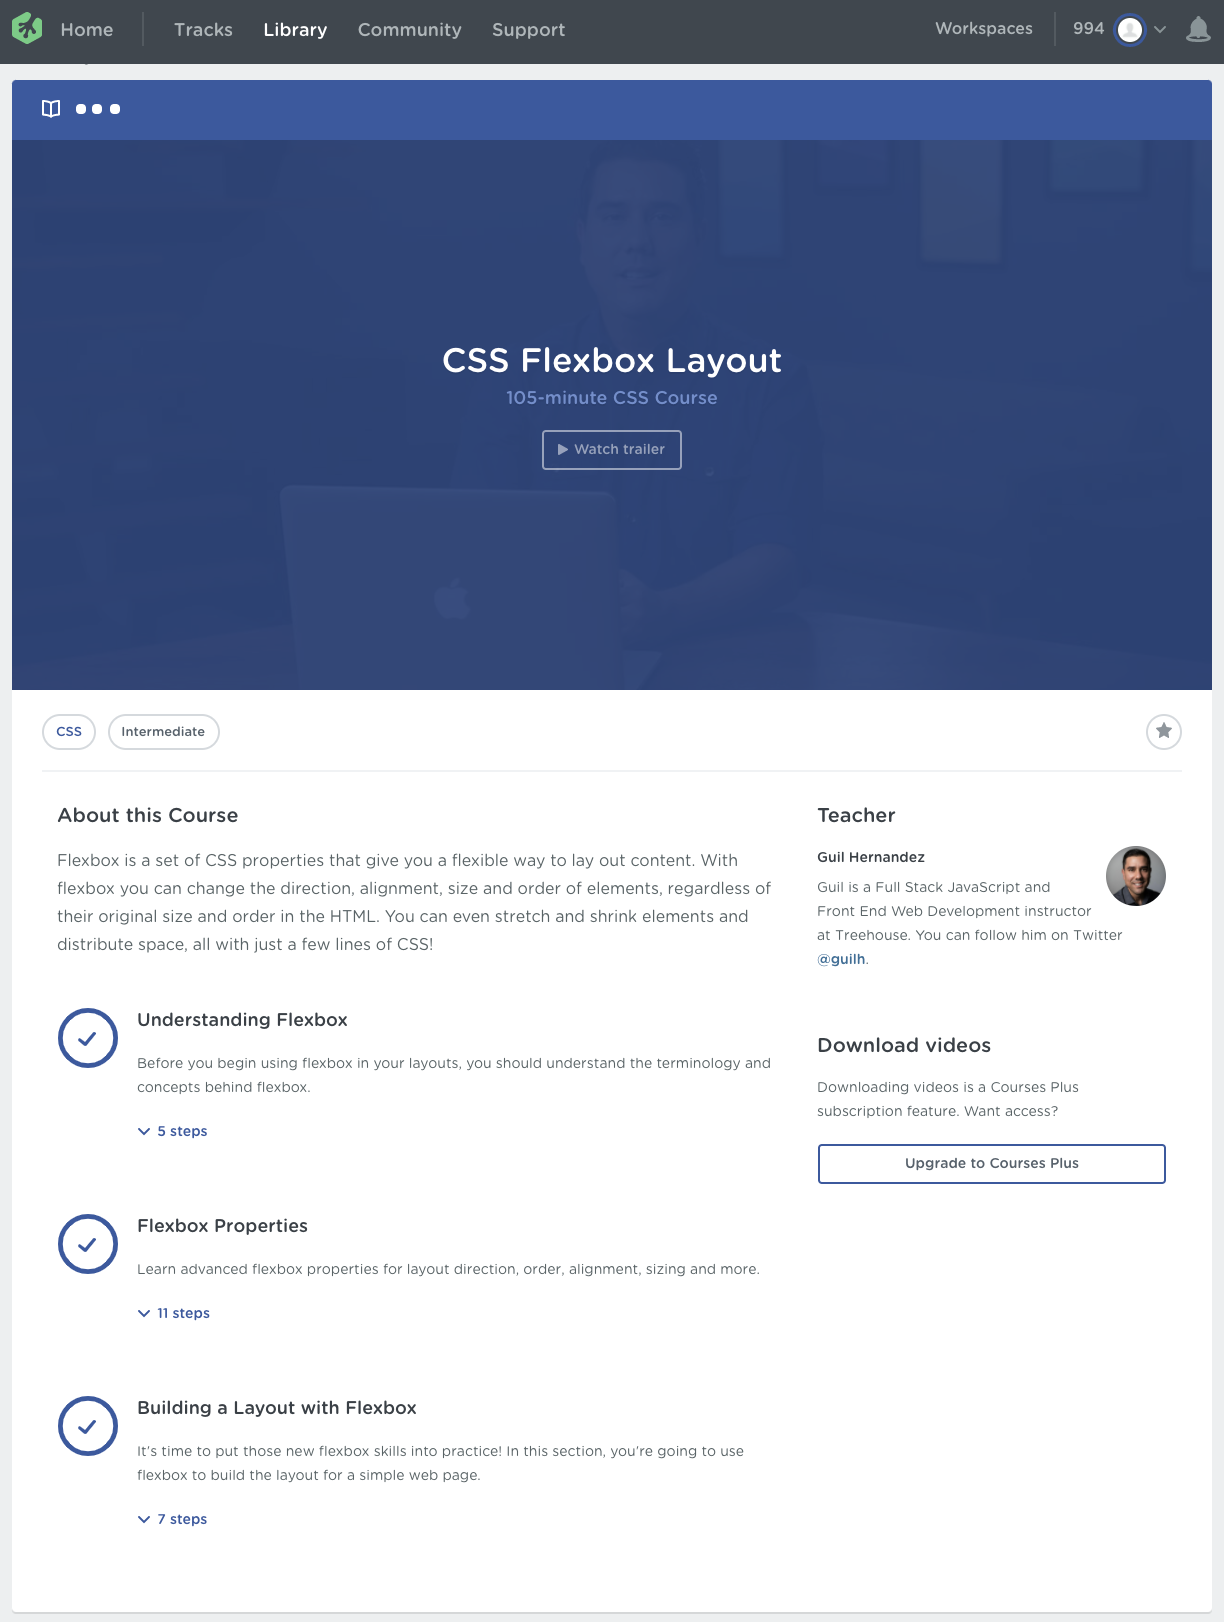 Home
Tracks
Library
Community
Support
Workspaces
994
CSS Flexbox Layout
105-minute CSS Course
Watch trailer
CSS
Intermediate
About this Course
Flexbox is a set of CSS properties that give you a flexible way to lay out content. With
flexbox you can change the direction, alignment, size and order of elements, regardless of
their original size and order in the HTML. You can even stretch and shrink elements and
distribute space, all with just a few lines of CSS!
Understanding Flexbox
Before you begin using flexbox in your layouts, you should understand the terminology and
concepts behind flexbox.
5 steps
Flexbox Properties
Learn advanced flexbox properties for layout direction, order, alignment, sizing and more.
11 steps
Building a Layout with Flexbox
It's time to put those new flexbox skills into practice! In this section, you're going to use
flexbox to build the layout for a simple web page.
7 steps
Teacher
Guil Hernandez
Guil is a Full Stack JavaScript and
Front End Web Development instructor
at Treehouse. You can follow him on Twitter
@guilh.
Download videos
Downloading videos is a Courses Plus
subscription feature. Want access?
Upgrade to Courses Plus